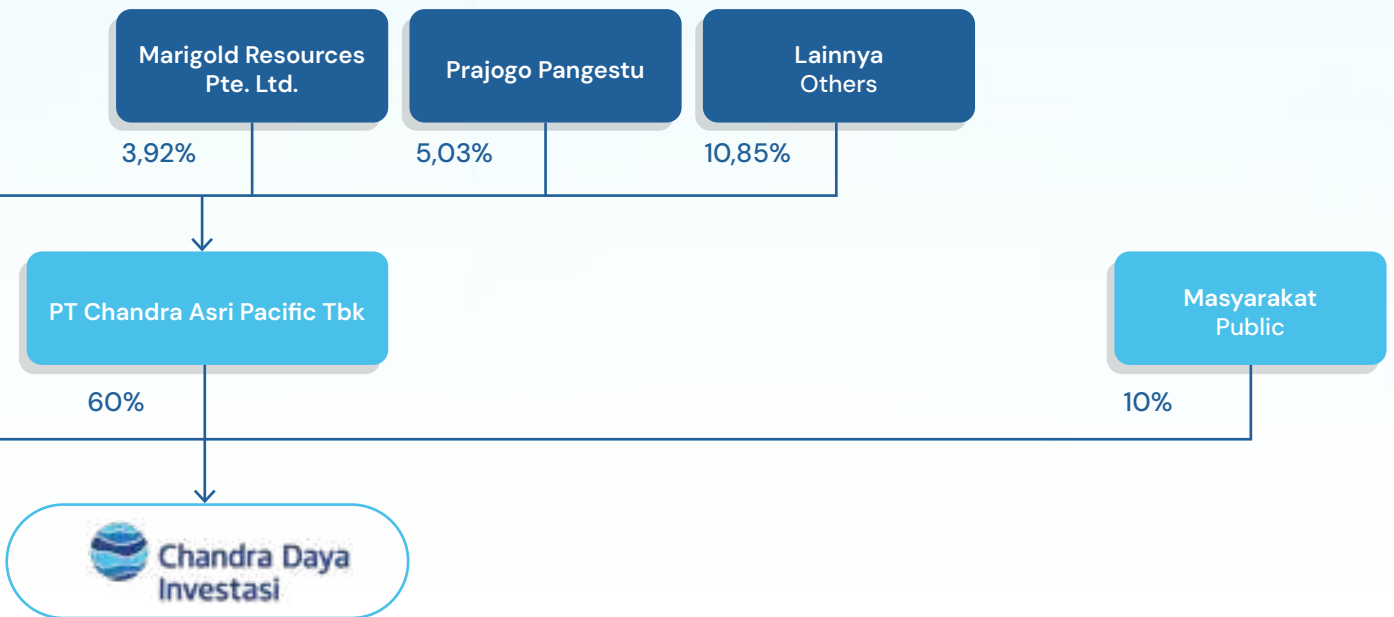 Marigold Resources
Pte. Ltd.
Prajogo Pangestu
Lainnya
Others
3,92%
5,03%
10,85%
PT Chandra Asri Pacific Tbk
Masyarakat
Public
60%
10%
Chandra Daya
Investasi